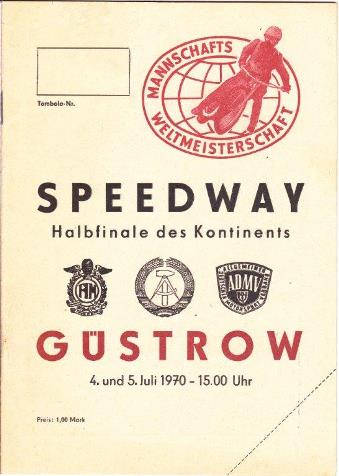 MANNSCHAFTS
WELTMEISTERSCHAFT
Tombola-Nr.
SPEEDWAY
Halbfinale des Kontinents
FIM
ALLGEMEINER
ADMV
GÜSTROW
4. und 5. Juli 1970 - 15.00 Uhr
Preis: 1,00 Mark